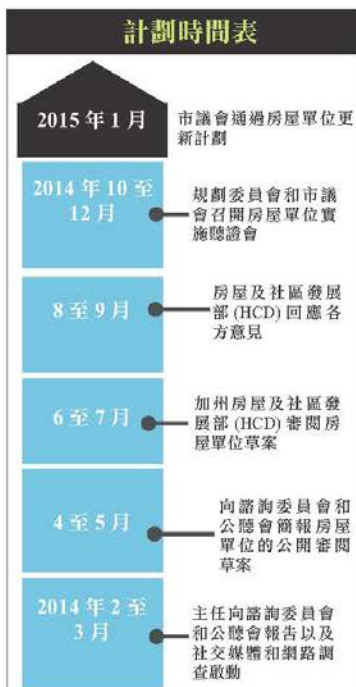 計劃時間表
2015 年 1 月
市議會通過房屋單位更
新計劃
2014 年 10 至
12 月
規劃委員會和市議
會召開房屋單位實
施聽證會
8 至 9 月
房屋及社區發展
部 (HCD) 回應各
方意見
6 至 7 月
加州房屋及社區發
展部 (HCD) 審閱房
屋單位草案
4 至 5 月
向諮詢委員會和
公聽會簡報房屋
單位的公開審閱
草案
2014 年 2 至
3 月
主任向諮詢委員會
和公聽會報告以及
社交媒體和網路調
查啟動